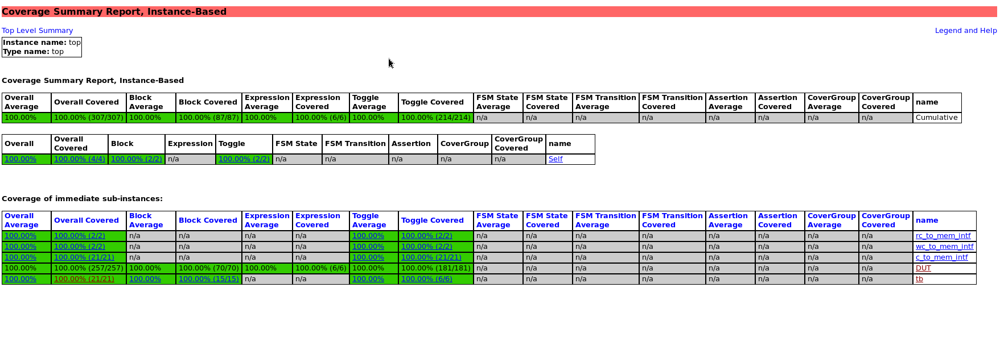 Coverage Summary Report, Instance-Based
Top Level Summary Legend and Help
Instance name: top
Type name: top
Coverage Summary Report, Instance-Based
Overall Average Overall Covered Block Average Block Covered Expression Average Expression Covered Toggle Average Toggle Covered FSM State Average FSM State Covered FSM Transition Average FSM Transition Covered Assertion Average Assertion Covered CoverGroup Average CoverGroup Covered name
100.00% 100.00% (307/307) 100.00% 100.00% (87/87) 100.00% 100.00% (6/6) 100.00% 100.00% (214/214) n/a n/a n/a n/a n/a n/a n/a n/a Cumulative
Overall Overall Covered Block Expression Toggle FSM State FSM Transition Assertion CoverGroup CoverGroup Covered name
100.00% 100.00% (4/4) 100.00% (2/2) n/a 100.00% (2/2) n/a n/a n/a n/a n/a Self
Coverage of immediate sub-instances:
Overall Average Overall Covered Block Average Block Covered Expression Average Expression Covered Toggle Average Toggle Covered FSM State Average FSM State Covered FSM Transition Average FSM Transition Covered Assertion Average Assertion Covered CoverGroup Average CoverGroup Covered name
100.00% 100.00% (2/2) n/a n/a n/a n/a 100.00% 100.00% (2/2) n/a n/a n/a n/a n/a n/a n/a n/a rc_to_mem_intf
100.00% 100.00% (2/2) n/a n/a n/a n/a 100.00% 100.00% (2/2) n/a n/a n/a n/a n/a n/a n/a n/a wc_to_mem_intf
100.00% 100.00% (21/21) n/a n/a n/a n/a 100.00% 100.00% (21/21) n/a n/a n/a n/a n/a n/a n/a n/a c_to_mem_intf
100.00% 100.00% (257/257) 100.00% 100.00% (70/70) 100.00% 100.00% (6/6) 100.00% 100.00% (181/181) n/a n/a n/a n/a n/a n/a n/a n/a DUT
100.00% 100.00% (21/21) 100.00% 100.00% (15/15) n/a n/a 100.00% 100.00% (6/6) n/a n/a n/a n/a n/a n/a n/a n/a tb